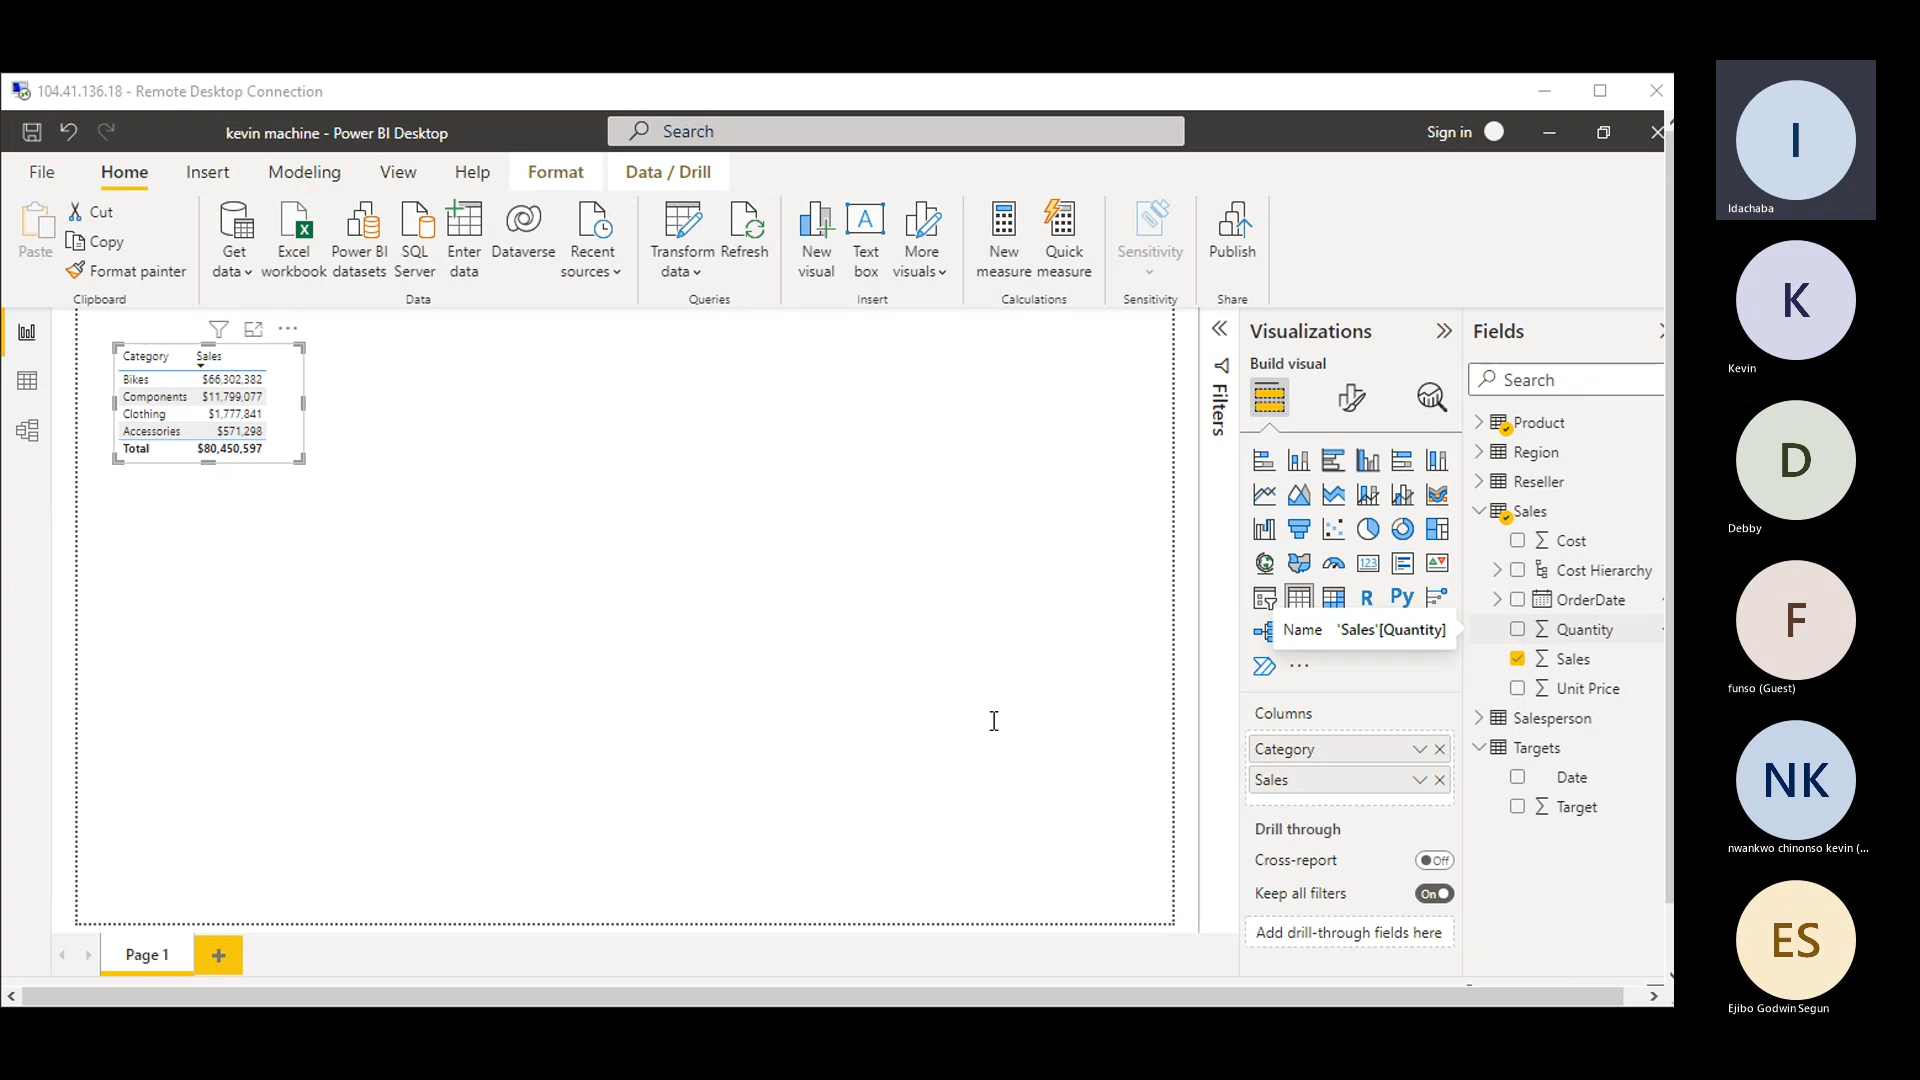 104.41.136.18 - Remote Desktop Connection
kevin machine - Power BI Desktop
Search
Sign in
File
Home
Insert
Modeling
View
Help
Format
Data / Drill
Paste
Cut
Copy
Format painter
Clipboard
Get data
Excel workbook
Power BI datasets
SQL Server
Enter data
Dataverse
Recent sources
Data
Transform data
Refresh
Queries
New visual
A
Text box
More visuals
Insert
New measure
Quick measure
Calculations
Sensitivity
Sensitivity
Publish
Share
Category Sales
Bikes $66,302,382
Components $11,799,077
Clothing $1,777,841
Accessories $571,298
Total $80,450,597
Filters
Visualizations
Build visual
123
R
Py
Name 'Sales'[Quantity]
Columns
Category
Sales
Drill through
Cross-report
Off
Keep all filters
On
Add drill-through fields here
Fields
Search
Product
Region
Reseller
Sales
Cost
Cost Hierarchy
OrderDate
Quantity
Sales
Unit Price
Salesperson
Targets
Date
Target
Page 1
I
Idachaba
K
Kevin
D
Debby
F
funso (Guest)
NK
nwankwo chinonso kevin (...
ES
Ejibo Godwin Segun